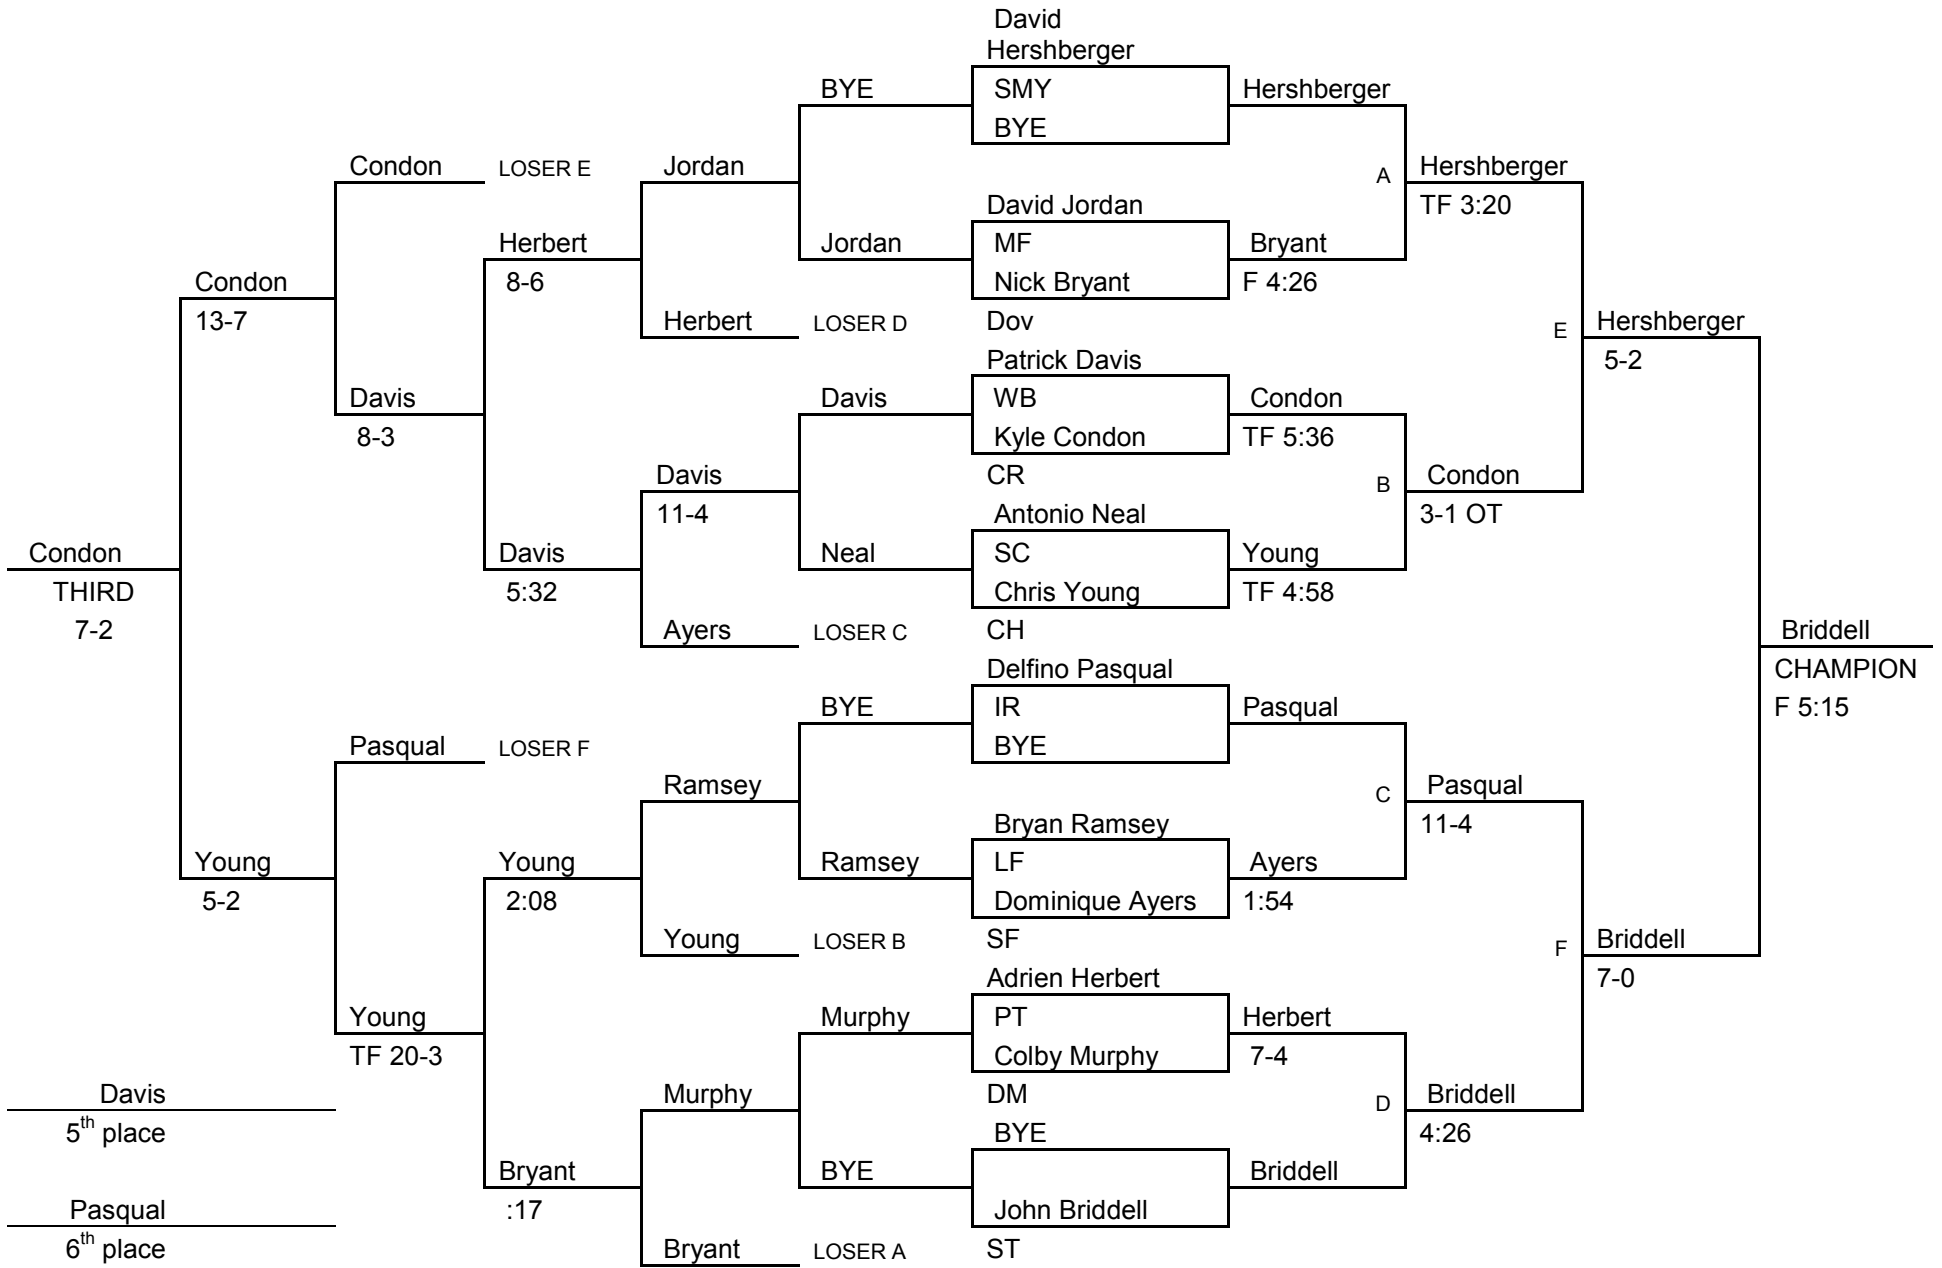 David
Hershberger
BYE SMY Hershberger
BYE
Condon LOSER E Jordan A Hershberger
David Jordan TF 3:20
Herbert Jordan MF Bryant
Condon 8-6 Nick Bryant F 4:26
13-7 Herbert LOSER D Dov E Hershberger
Patrick Davis 5-2
Davis Davis WB Condon
8-3 Kyle Condon TF 5:36
Davis CR B Condon
11-4 Antonio Neal 3-1 OT
Condon Davis Neal SC Young
THIRD 5:32 Chris Young TF 4:58
7-2 Ayers LOSER C CH Briddell
Delfino Pasqual CHAMPION
BYE IR Pasqual F 5:15
Pasqual LOSER F BYE
Ramsey C Pasqual
Bryan Ramsey 11-4
Young Young Ramsey LF Ayers
5-2 2:08 Dominique Ayers 1:54
Young LOSER B SF F Briddell
Adrien Herbert 7-0
Young Murphy PT Herbert
TF 20-3 Colby Murphy 7-4
Davis Murphy DM D Briddell
5th place BYE 4:26
Bryant BYE Briddell
Pasqual :17 John Briddell
6th place Bryant LOSER A ST